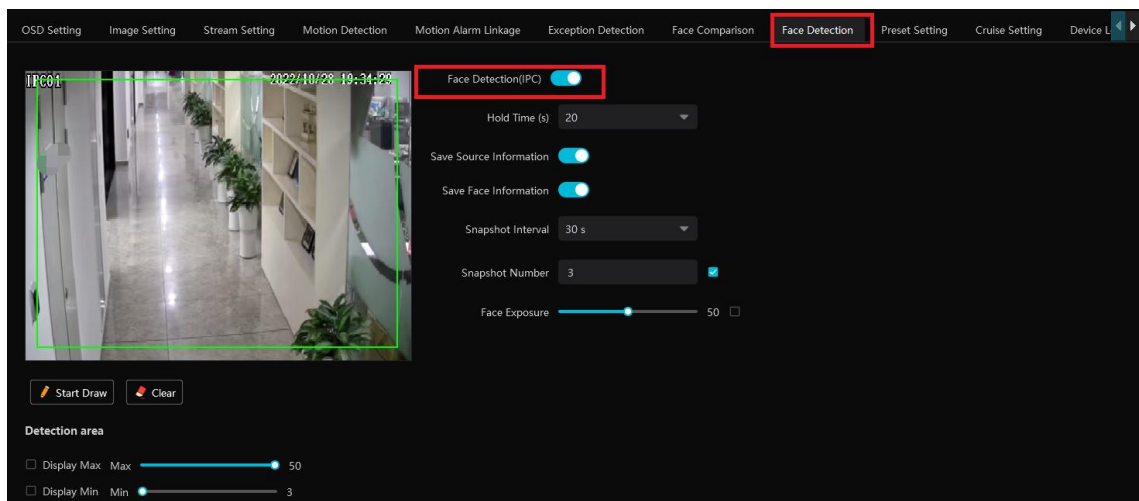 OSD Setting Image Setting Stream Setting Motion Detection Motion Alarm Linkage Exception Detection Face Comparison Face Detection Preset Setting Cruise Setting Device L
IPC01 2022/10/28 19:34:29
Face Detection(IPC)
Hold Time (s) 20
Save Source Information
Save Face Information
Snapshot Interval 30 s
Snapshot Number 3
Face Exposure 50
Start Draw Clear
Detection area
Display Max Max 50
Display Min Min 3